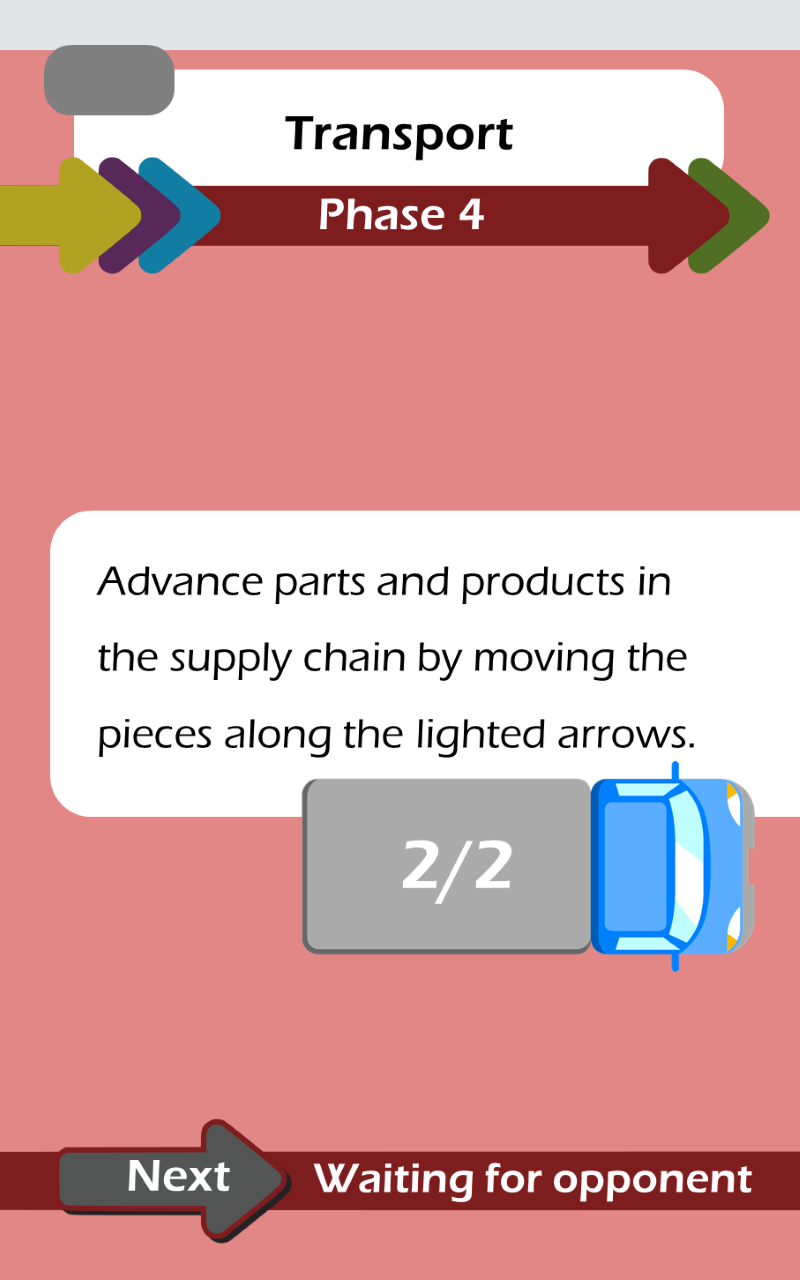 Transport
Phase 4
Advance parts and products in
the supply chain by moving the
pieces along the lighted arrows.
2/2
Next
Waiting for opponent